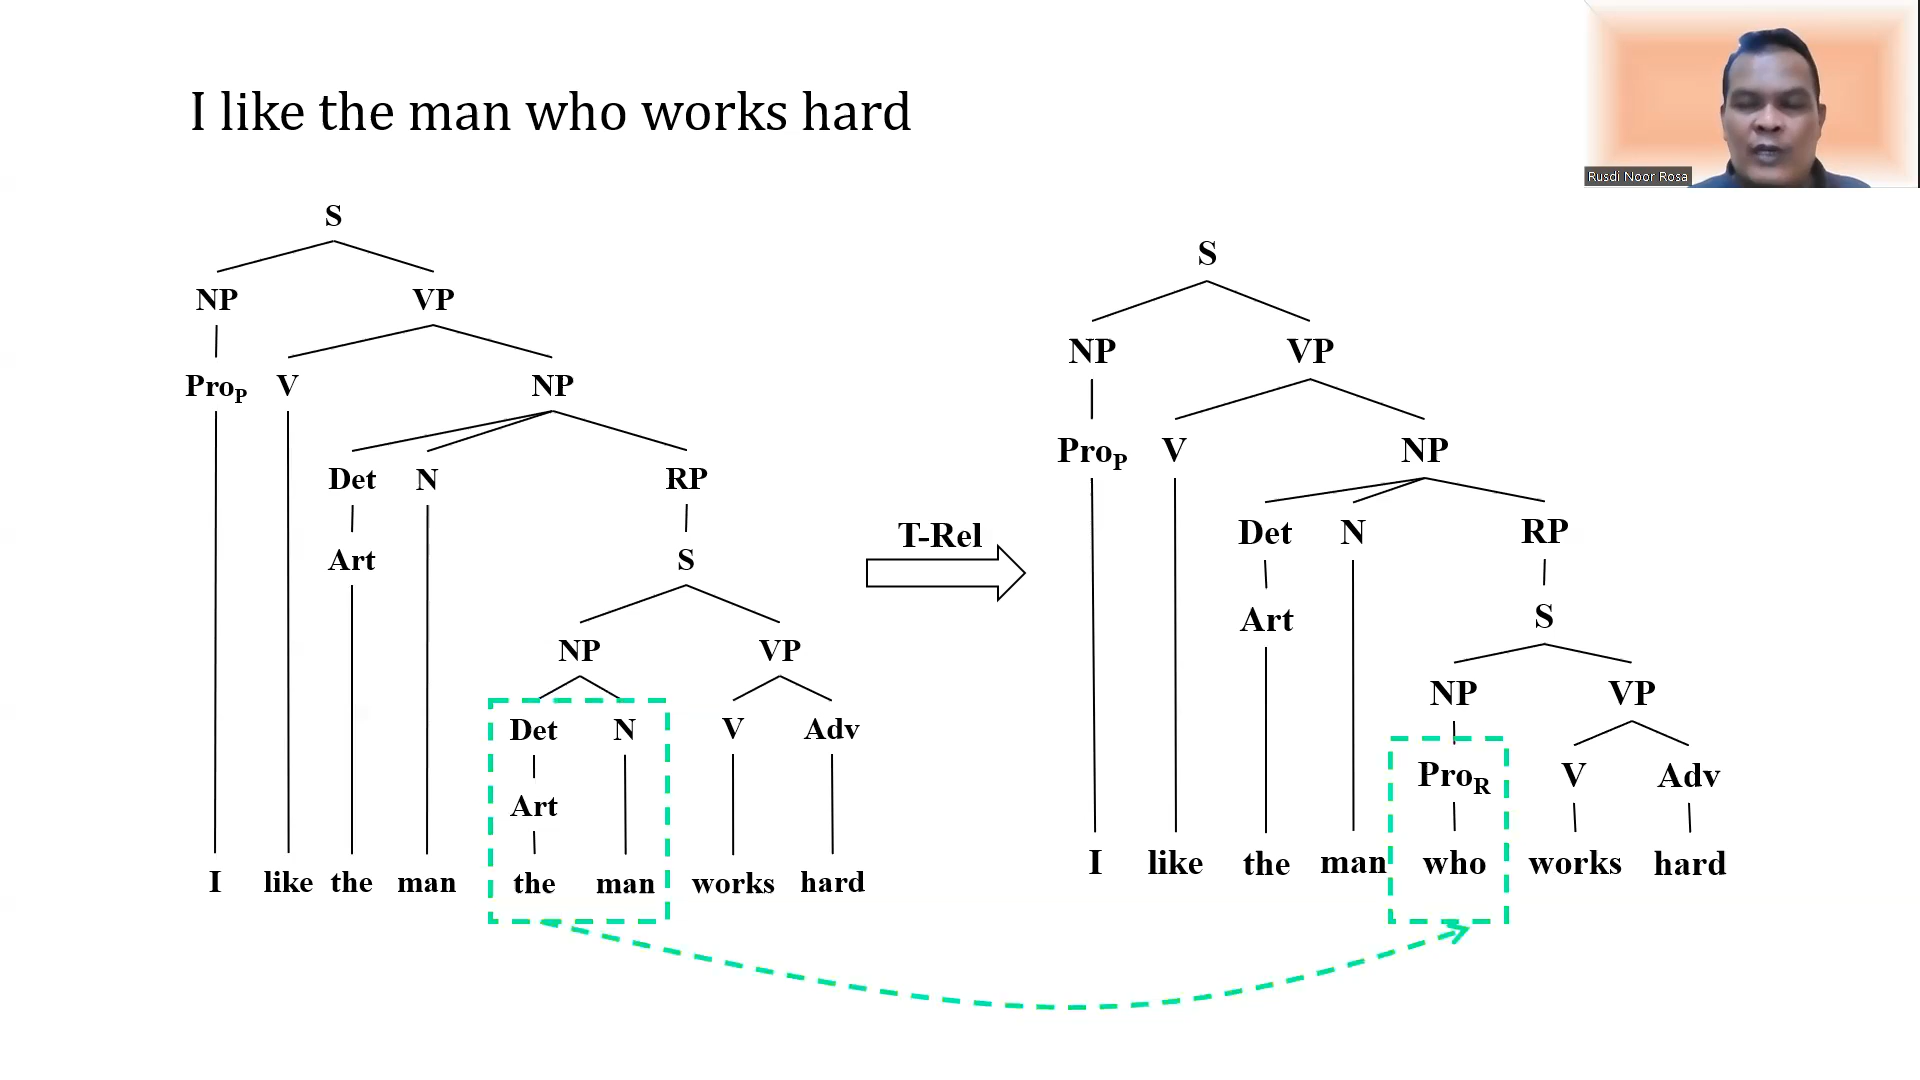 I like the man who works hard
Rusdi Noor Rosa
S
NP VP
ProP V NP
Det N RP
Art S
NP VP
Det N V Adv
Art
I like the man the man works hard
T-Rel
S
NP VP
ProP V NP
Det N RP
Art S
NP VP
ProR V Adv
I like the man who works hard